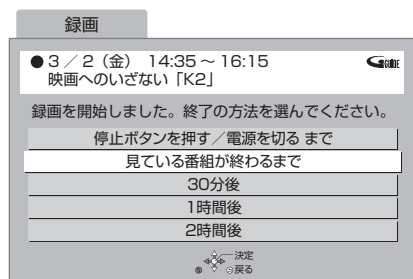 録画
●3／2（金） 14:35～16:15
G GUIDE
映画へのいざない「K2」
録画を開始しました。終了の方法を選んでください。
停止ボタンを押す／電源を切る まで
見ている番組が終わるまで
30分後
1時間後
2時間後
決定
S 戻る